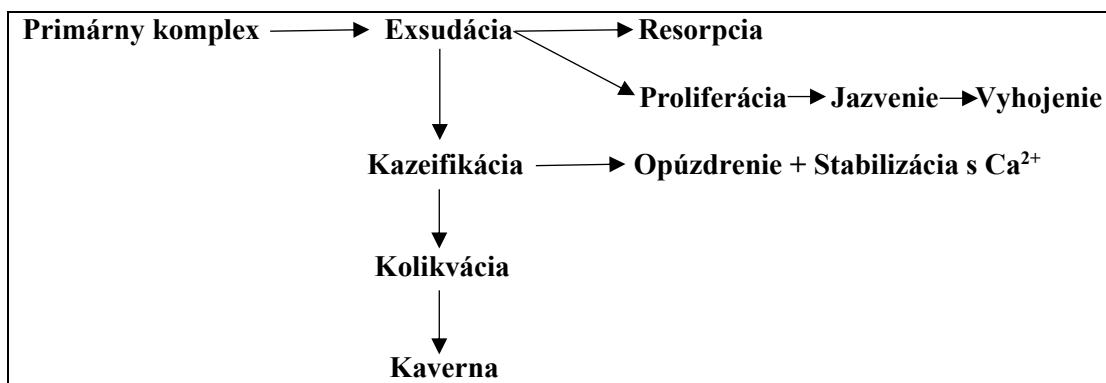 Primárny komplex Exsudácia Resorpcia
Proliferácia Jazvenie Vyhojenie
Kazeifikácia Opúzdrenie + Stabilizácia s Ca²⁺
Kolikvácia
Kaverna